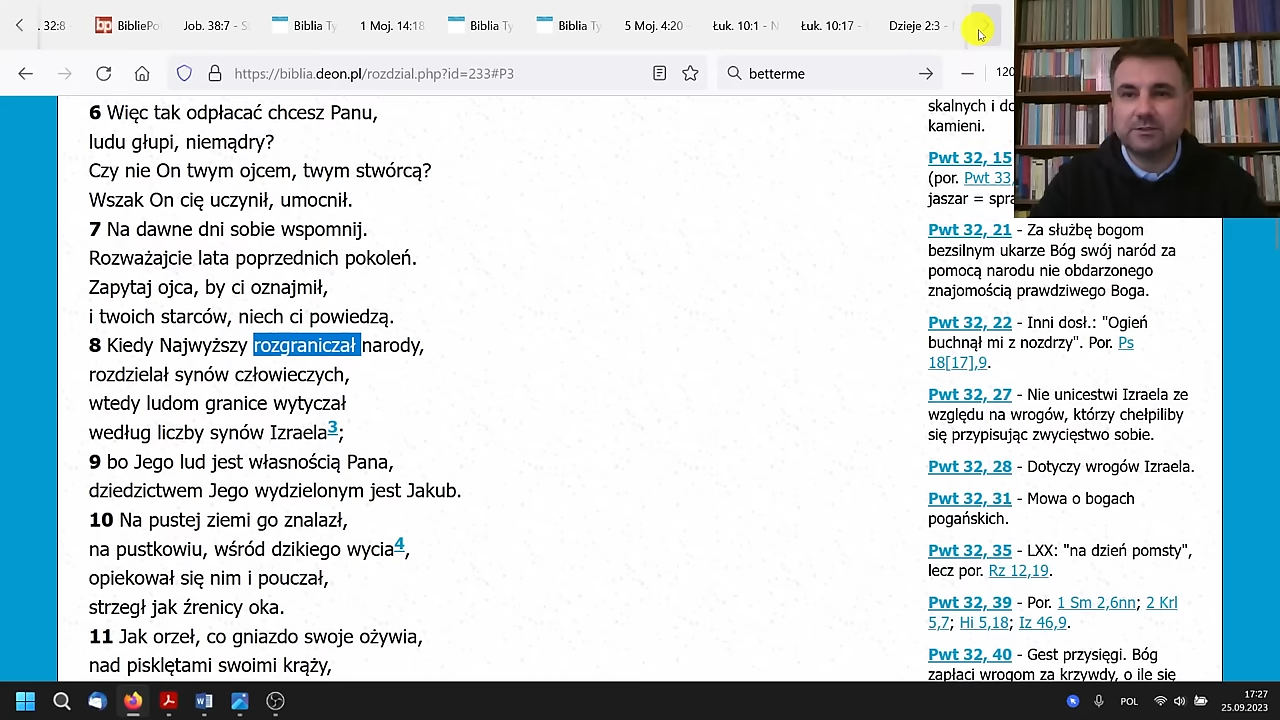 . 32:8
BibliePo
Job. 38:7 - S
Biblia Ty
1 Moj. 14:18
Biblia Ty
Biblia Ty
5 Moj. 4:20 -
Łuk. 10:1 - N
Łuk. 10:17 -
Dzieje 2:3 -
https://biblia.deon.pl/rozdzial.php?id=233#P3
betterme
120
6 Więc tak odpłacać chcesz Panu,
ludu głupi, niemądry?
Czy nie On twym ojcem, twym stwórcą?
Wszak On cię uczynił, umocnił.
7 Na dawne dni sobie wspomnij.
Rozważajcie lata poprzednich pokoleń.
Zapytaj ojca, by ci oznajmił,
i twoich starców, niech ci powiedzą.
8 Kiedy Najwyższy rozgraniczał narody,
rozdzielał synów człowieczych,
wtedy ludom granice wytyczał
według liczby synów Izraela3;
9 bo Jego lud jest własnością Pana,
dziedzictwem Jego wydzielonym jest Jakub.
10 Na pustej ziemi go znalazł,
na pustkowiu, wśród dzikiego wycia4,
opiekował się nim i pouczał,
strzegł jak źrenicy oka.
11 Jak orzeł, co gniazdo swoje ożywia,
nad pisklętami swoimi krąży,
skalnych i do
kamieni.
Pwt 32, 15
(por. Pwt 33,
jaszar = spra
Pwt 32, 21 - Za służbę bogom
bezsilnym ukarze Bóg swój naród za
pomocą narodu nie obdarzonego
znajomością prawdziwego Boga.
Pwt 32, 22 - Inni dosł.: "Ogień
buchnął mi z nozdrzy". Por. Ps
18[17],9.
Pwt 32, 27 - Nie unicestwi Izraela ze
względu na wrogów, którzy chełpiliby
się przypisując zwycięstwo sobie.
Pwt 32, 28 - Dotyczy wrogów Izraela.
Pwt 32, 31 - Mowa o bogach
pogańskich.
Pwt 32, 35 - LXX: "na dzień pomsty",
lecz por. Rz 12,19.
Pwt 32, 39 - Por. 1 Sm 2,6nn; 2 Krl
5,7; Hi 5,18; Iz 46,9.
Pwt 32, 40 - Gest przysięgi. Bóg
zapłaci wrogom za krzywdy, o ile się
POL
17:27
25.09.2023